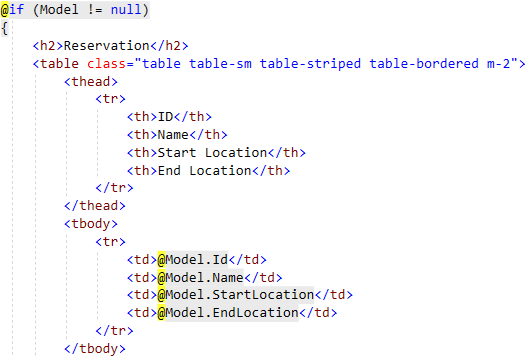 @if (Model != null)
{
<h2>Reservation</h2>
<table class="table table-sm table-striped table-bordered m-2">
<thead>
<tr>
<th>ID</th>
<th>Name</th>
<th>Start Location</th>
<th>End Location</th>
</tr>
</thead>
<tbody>
<tr>
<td>@Model.Id</td>
<td>@Model.Name</td>
<td>@Model.StartLocation</td>
<td>@Model.EndLocation</td>
</tr>
</tbody>